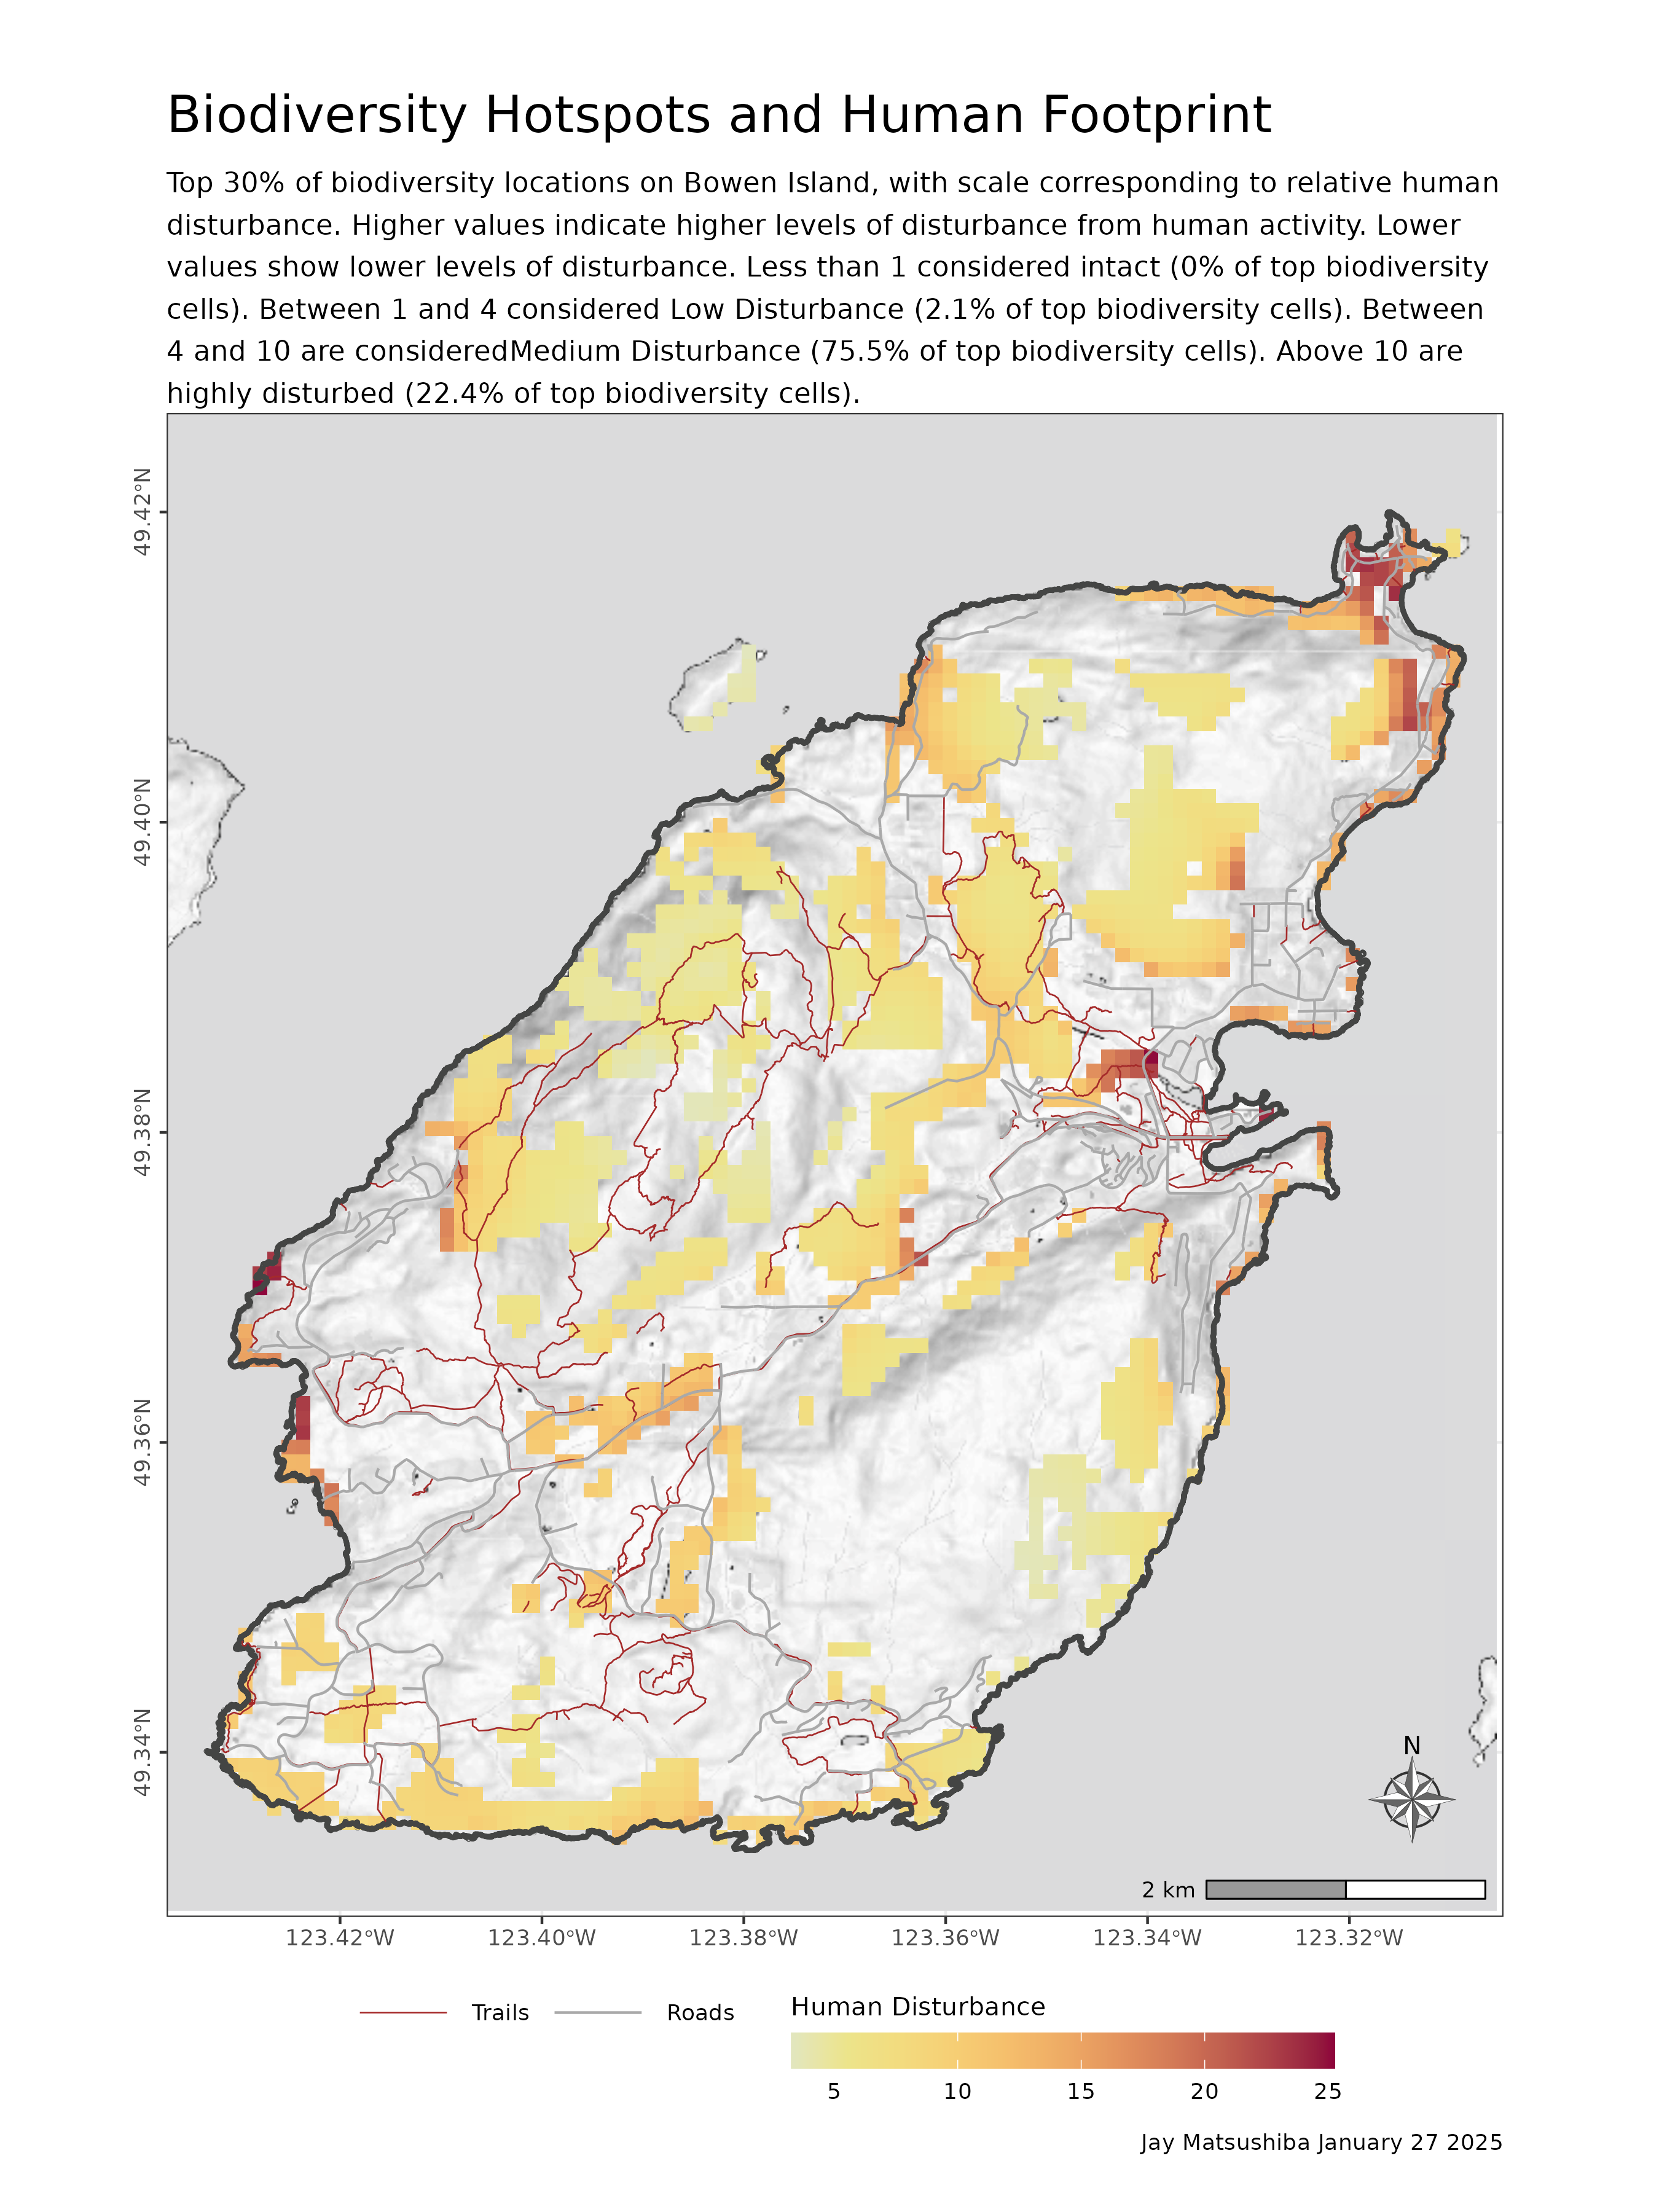 Biodiversity Hotspots and Human Footprint
Top 30% of biodiversity locations on Bowen Island, with scale corresponding to relative human
disturbance. Higher values indicate higher levels of disturbance from human activity. Lower
values show lower levels of disturbance. Less than 1 considered intact (0% of top biodiversity
cells). Between 1 and 4 considered Low Disturbance (2.1% of top biodiversity cells). Between
4 and 10 are consideredMedium Disturbance (75.5% of top biodiversity cells). Above 10 are
highly disturbed (22.4% of top biodiversity cells).
49.42°N
49.40°N
49.38°N
49.36°N
49.34°N
N
2 km
123.42°W 123.40°W 123.38°W 123.36°W 123.34°W 123.32°W
Trails Roads
Human Disturbance
5 10 15 20 25
Jay Matsushiba January 27 2025